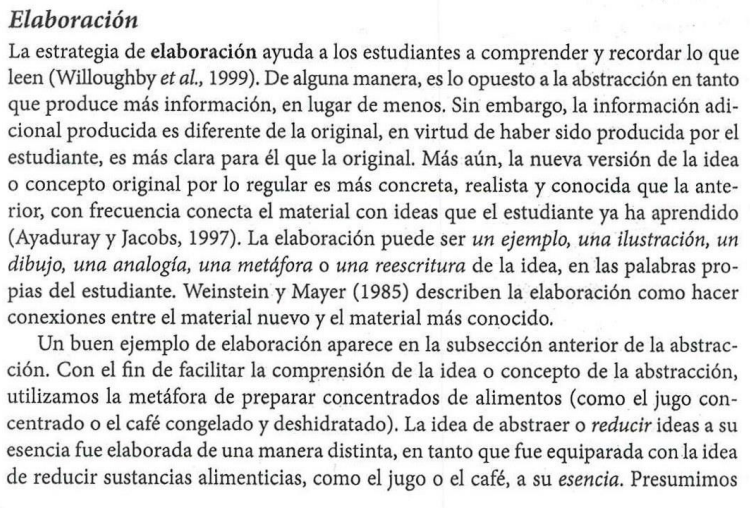 Elaboración
La estrategia de elaboración ayuda a los estudiantes a comprender y recordar lo que
leen (Willoughby et al., 1999). De alguna manera, es lo opuesto a la abstracción en tanto
que produce más información, en lugar de menos. Sin embargo, la información adi-
cional producida es diferente de la original, en virtud de haber sido producida por el
estudiante, es más clara para él que la original. Más aún, la nueva versión de la idea
o concepto original por lo regular es más concreta, realista y conocida que la ante-
rior, con frecuencia conecta el material con ideas que el estudiante ya ha aprendido
(Ayaduray y Jacobs, 1997). La elaboración puede ser un ejemplo, una ilustración, un
dibujo, una analogía, una metáfora o una reescritura de la idea, en las palabras pro-
pias del estudiante. Weinstein y Mayer (1985) describen la elaboración como hacer
conexiones entre el material nuevo y el material más conocido.
Un buen ejemplo de elaboración aparece en la subsección anterior de la abstrac-
ción. Con el fin de facilitar la comprensión de la idea o concepto de la abstracción,
utilizamos la metáfora de preparar concentrados de alimentos (como el jugo con-
centrado o el café congelado y deshidratado). La idea de abstraer o reducir ideas a su
esencia fue elaborada de una manera distinta, en tanto que fue equiparada con la idea
de reducir sustancias alimenticias, como el jugo o el café, a su esencia. Presumimos